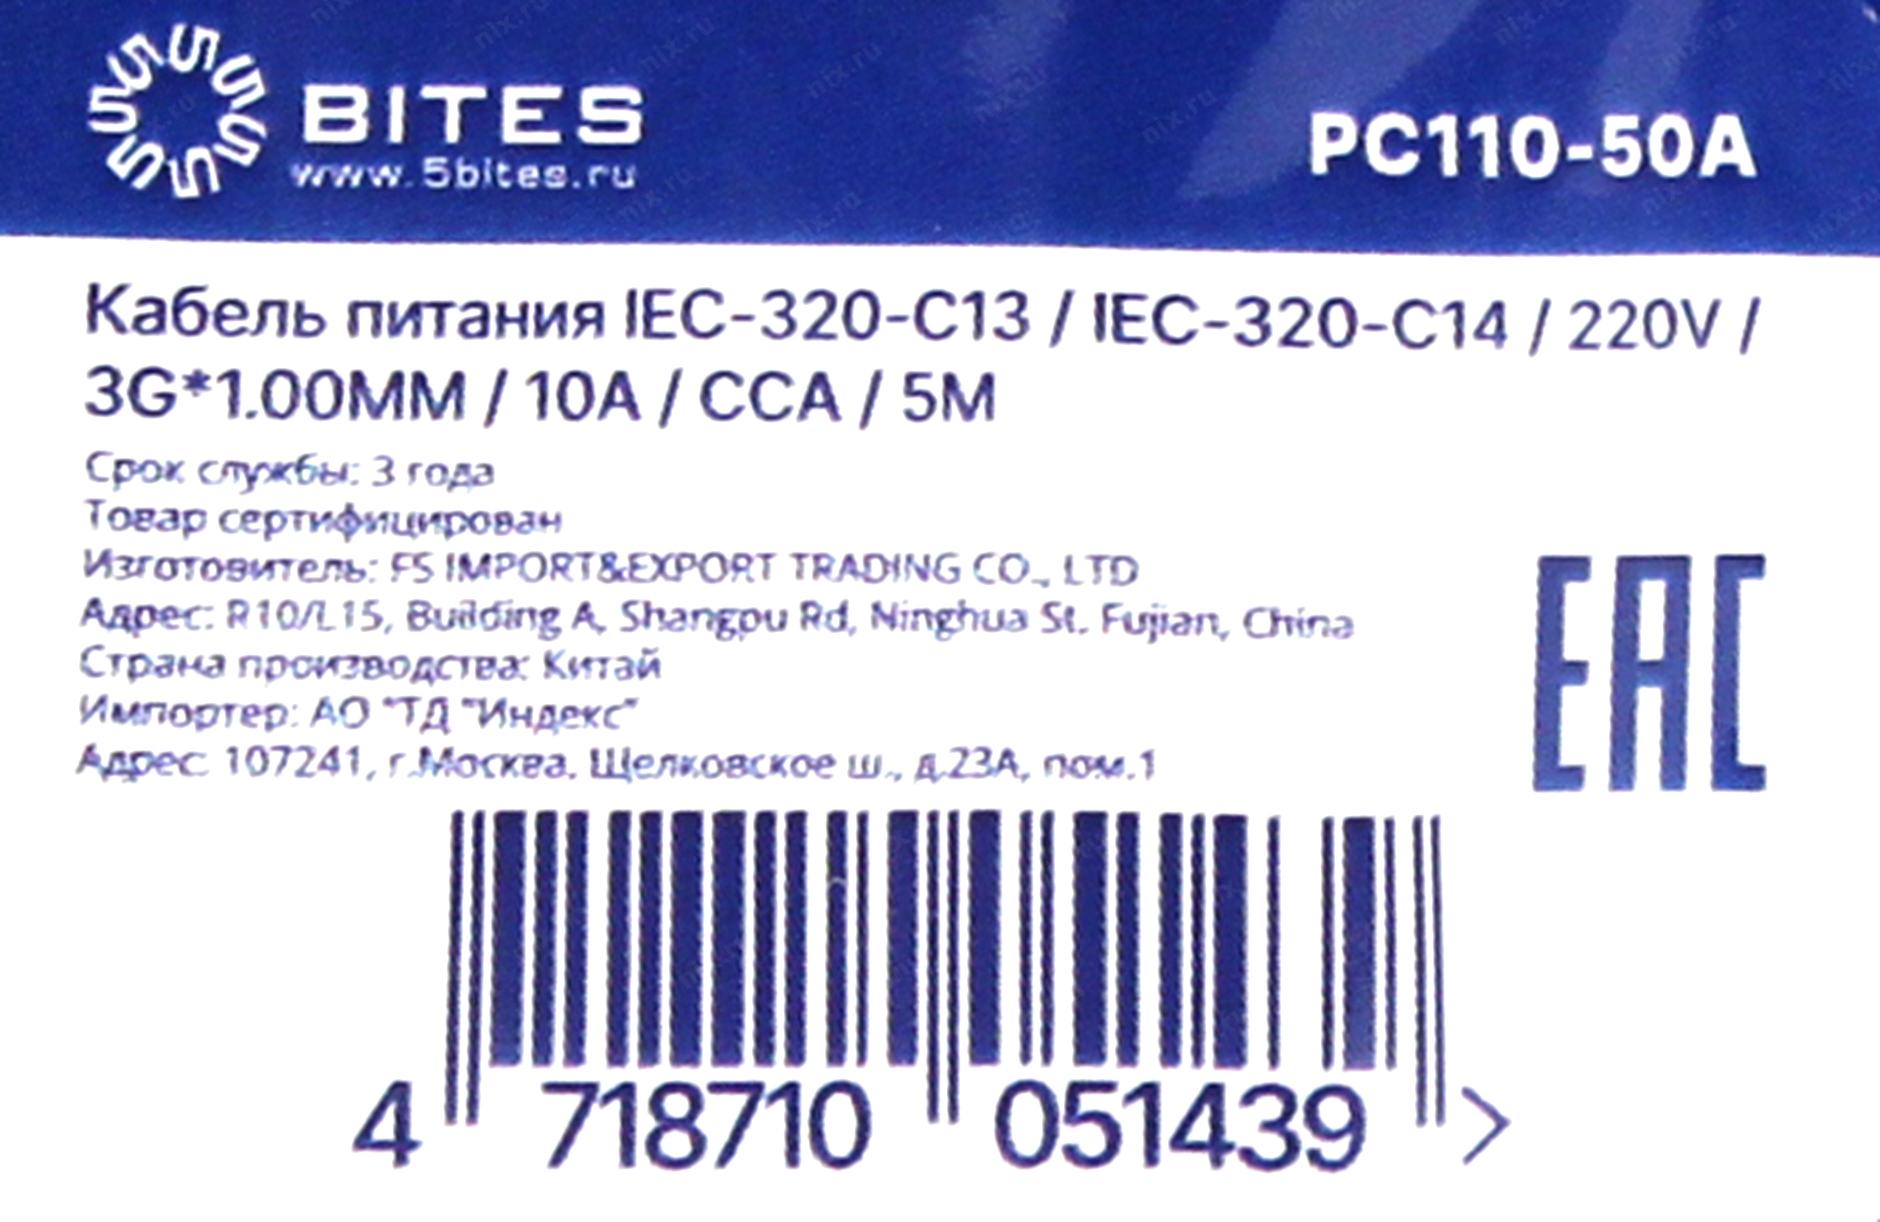 BITES
www.5bites.ru
PC110-50A
Кабель питания IEC-320-C13 / IEC-320-C14 / 220V /
3G*1.00MM / 10A / CCA / 5M
Срок службы: 3 года
Товар сертифицирован
Изготовитель: FS IMPORT&EXPORT TRADING CO., LTD
Адрес: R10/L15, Building A, Shangpu Rd, Ninghua St. Fujian, China
Страна производства: Китай
Импортер: АО "ТД "Индекс"
Адрес: 107241, г.Москва. Щелковское ш., д.23А, пом.1
EAC
4 718710 051439 >